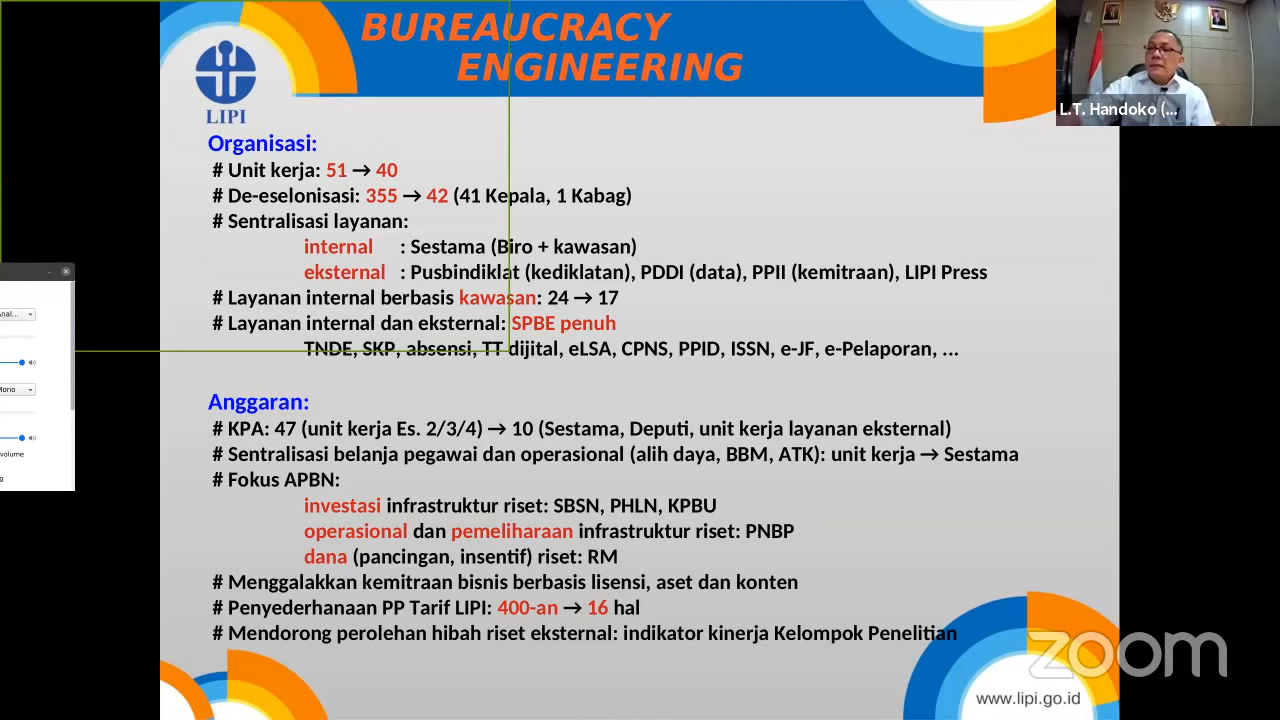 BUREAUCRACY
ENGINEERING
LIPI
L.T. Handoko (...
Organisasi:
# Unit kerja: 51 → 40
# De-eselonisasi: 355 → 42 (41 Kepala, 1 Kabag)
# Sentralisasi layanan:
internal : Sestama (Biro + kawasan)
eksternal : Pusbindiklat (kediklatan), PDDI (data), PPII (kemitraan), LIPI Press
# Layanan internal berbasis kawasan: 24 → 17
# Layanan internal dan eksternal: SPBE penuh
TNDE, SKP, absensi, TT dijital, eLSA, CPNS, PPID, ISSN, e-JF, e-Pelaporan, ...
Anggaran:
# KPA: 47 (unit kerja Es. 2/3/4) → 10 (Sestama, Deputi, unit kerja layanan eksternal)
# Sentralisasi belanja pegawai dan operasional (alih daya, BBM, ATK): unit kerja → Sestama
# Fokus APBN:
investasi infrastruktur riset: SBSN, PHLN, KPBU
operasional dan pemeliharaan infrastruktur riset: PNBP
dana (pancingan, insentif) riset: RM
# Menggalakkan kemitraan bisnis berbasis lisensi, aset dan konten
# Penyederhanaan PP Tarif LIPI: 400-an → 16 hal
# Mendorong perolehan hibah riset eksternal: indikator kinerja Kelompok Penelitian
zoom
www.lipi.go.id
nal...
Mono
volume
g